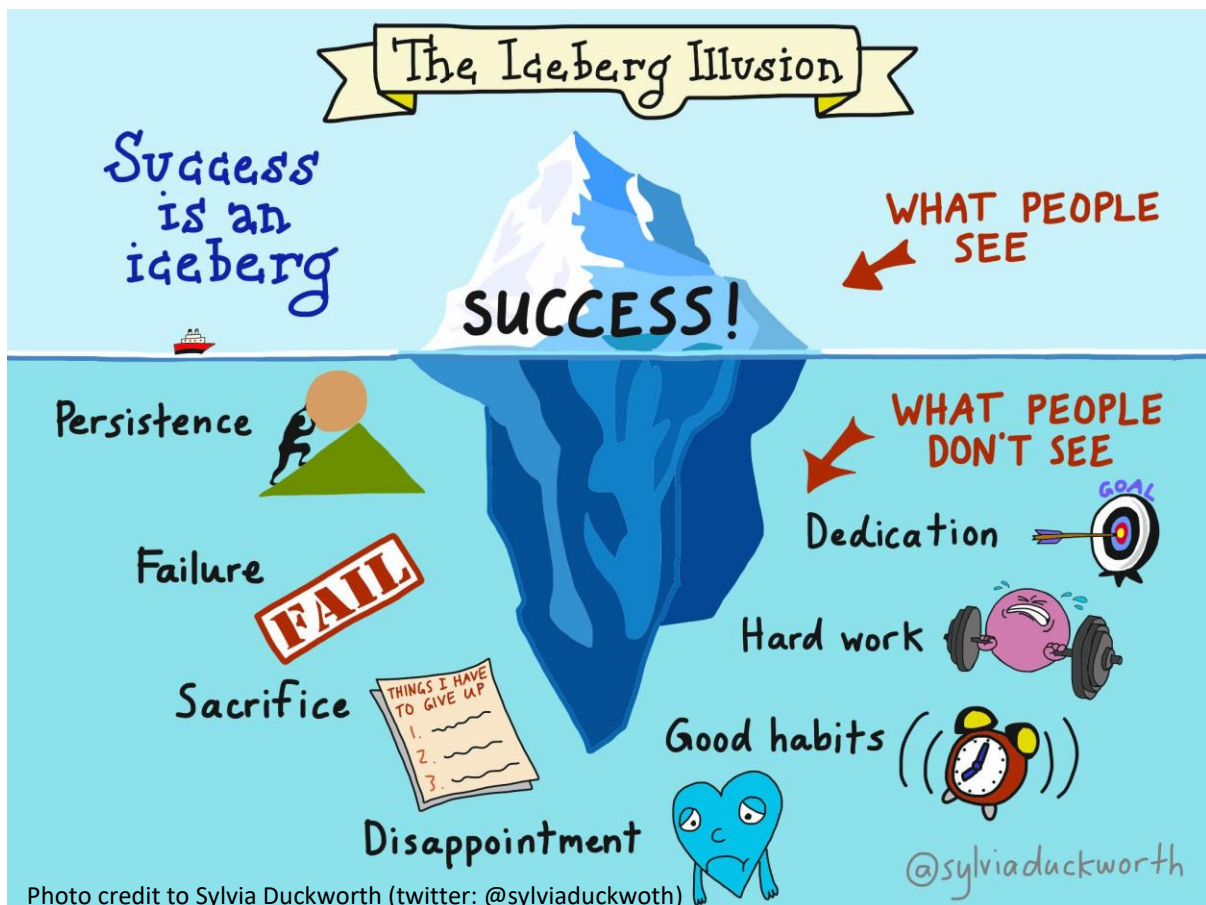 The Iceberg Illusion
Success
is an
iceberg
WHAT PEOPLE
SEE
SUCCESS!
Persistence
WHAT PEOPLE
DON'T SEE
GOAL
Dedication
Failure
FAIL
Hard work
Sacrifice
THINGS I HAVE
TO GIVE UP
1.
2.
3.
Good habits
Disappointment
@sylviaduckworth
Photo credit to Sylvia Duckworth (twitter: @sylviaduckwoth)